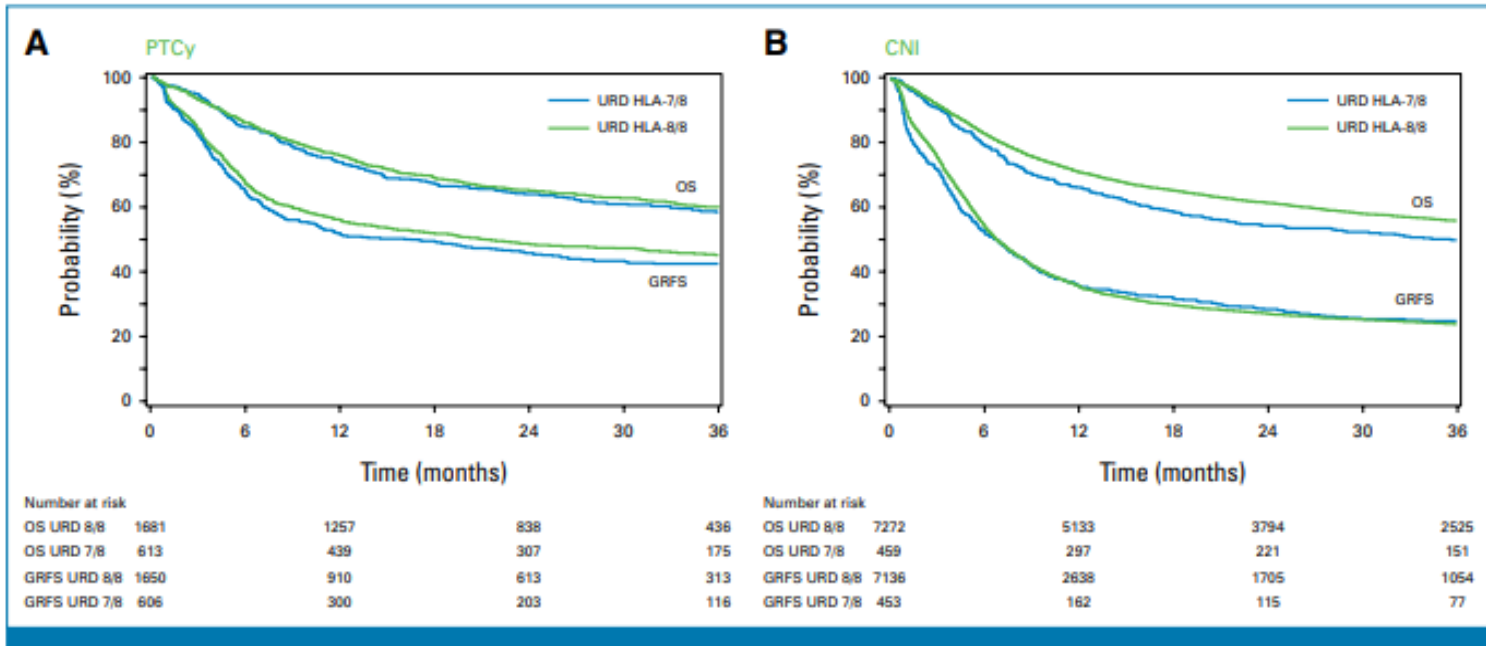 A
PTCy
100
80
60
40
20
0
Probability (%)
URD HLA-7/8
URD HLA-8/8
OS
GRFS
0 6 12 18 24 30 36
Time (months)
Number at risk
OS URD 8/8 1681 1257 838 436
OS URD 7/8 613 439 307 175
GRFS URD 8/8 1650 910 613 313
GRFS URD 7/8 606 300 203 116
B
CNI
100
80
60
40
20
0
Probability (%)
URD HLA-7/8
URD HLA-8/8
OS
GRFS
0 6 12 18 24 30 36
Time (months)
Number at risk
OS URD 8/8 7272 5133 3794 2525
OS URD 7/8 459 297 221 151
GRFS URD 8/8 7136 2638 1705 1054
GRFS URD 7/8 453 162 115 77